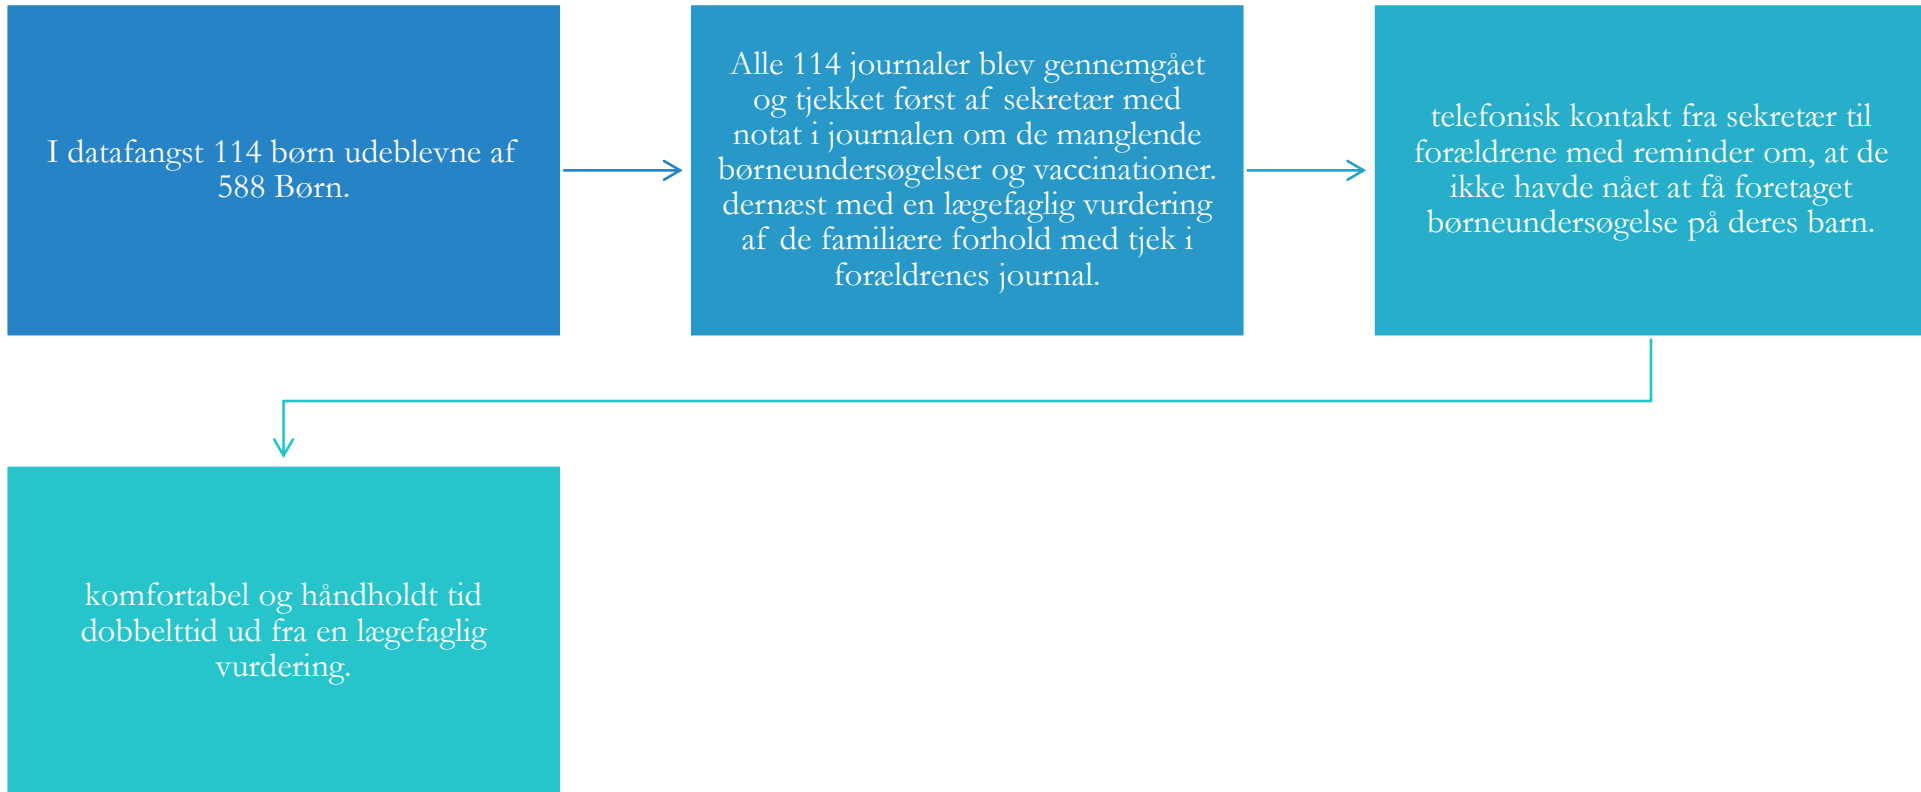 I datafangst 114 børn udeblevne af
588 Børn.
Alle 114 journaler blev gennemgået
og tjekket først af sekretær med
notat i journalen om de manglende
børneundersøgelser og vaccinationer.
dernæst med en lægefaglig vurdering
af de familiære forhold med tjek i
forældrenes journal.
telefonisk kontakt fra sekretær til
forældrene med reminder om, at de
ikke havde nået at få foretaget
børneundersøgelse på deres barn.
komfortabel og håndholdt tid
dobbelttid ud fra en lægefaglig
vurdering.